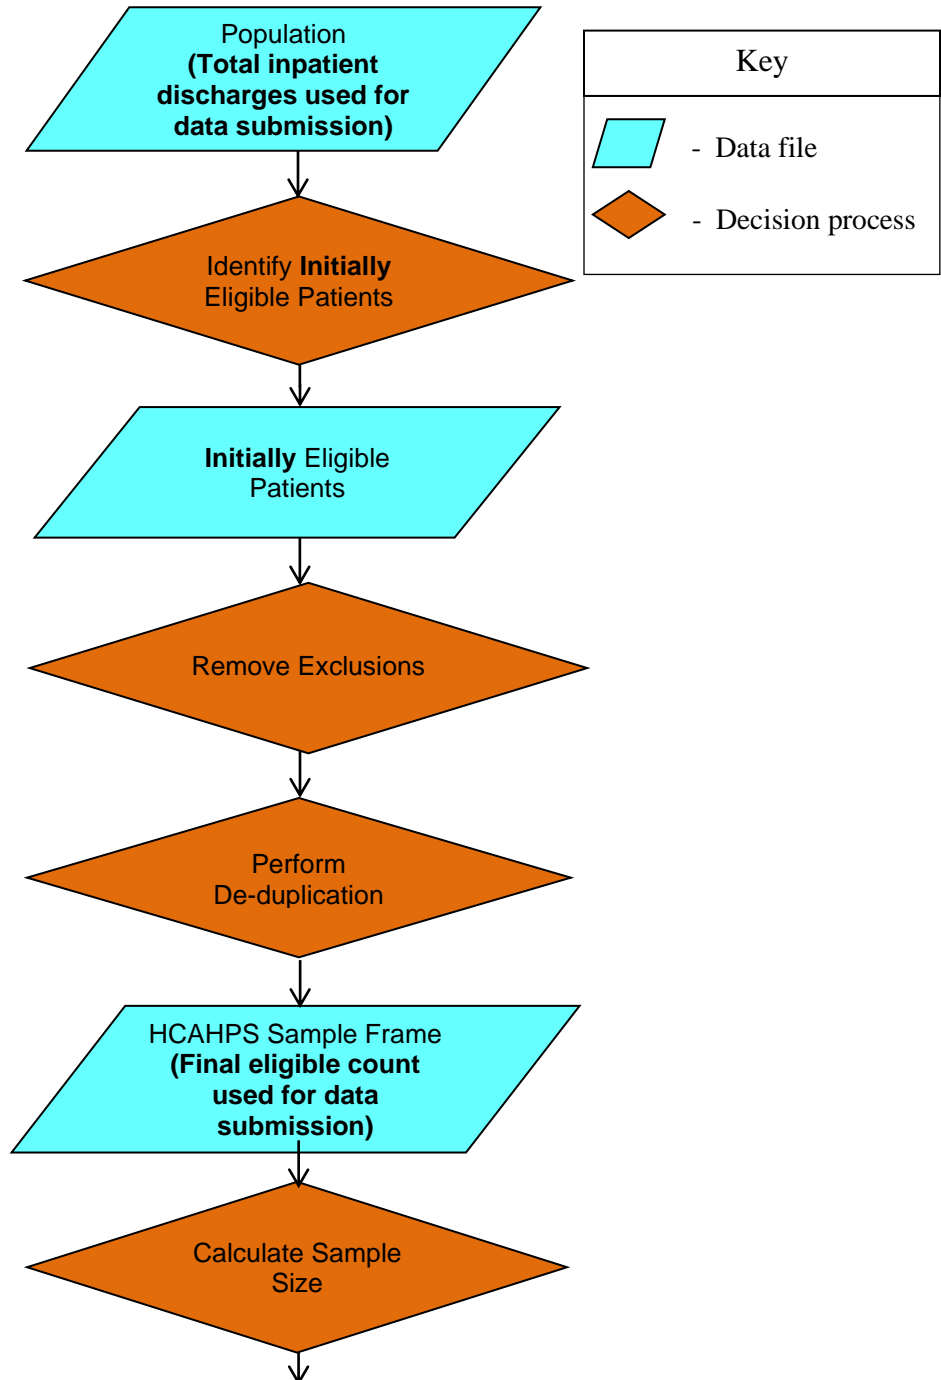 Population
(Total inpatient
discharges used for
data submission)
Key
- Data file
- Decision process
Identify Initially
Eligible Patients
Initially Eligible
Patients
Remove Exclusions
Perform
De-duplication
HCAHPS Sample Frame
(Final eligible count
used for data
submission)
Calculate Sample
Size